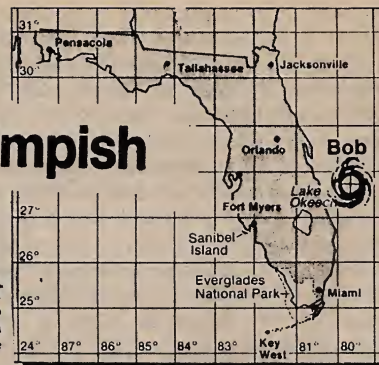 31°
Pensacola
Tallahassee
Jacksonville
30°
mpish
Orlando
Bob
Lake
Okeech
Fort Myers
27°
Sanibel
Island
26°
Everglades
National Park
25°
Miami
24° 87° 86° 85° 84° 83° 82° 81° 80°
Key
West